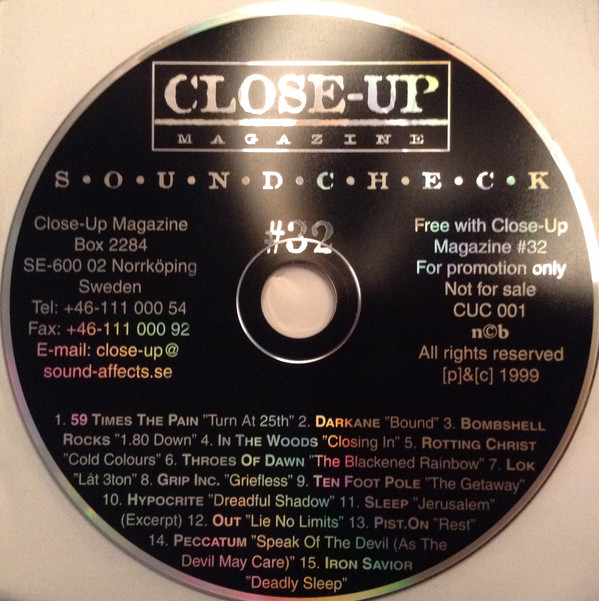 CLOSE-UP
MAGAZINE
S•O•U•N•D•C•H•E•C•K
#32
Close-Up Magazine
Box 2284
SE-600 02 Norrköping
Sweden
Tel: +46-111 000 54
Fax: +46-111 000 92
E-mail: close-up@
sound-affects.se
Free with Close-Up
Magazine #32
For promotion only
Not for sale
CUC 001
n©b
All rights reserved
[p]&[c] 1999
1. 59 TIMES THE PAIN "Turn At 25th" 2. DARKANE "Bound" 3. BOMBSHELL
ROCKS "1.80 Down" 4. IN THE WOODS "Closing In" 5. ROTTING CHRIST
"Cold Colours" 6. THROES OF DAWN "The Blackened Rainbow" 7. LOK
"Låt 3ton" 8. GRIP INC. "Griefless" 9. TEN FOOT POLE "The Getaway"
10. HYPOCRITE "Dreadful Shadow" 11. SLEEP "Jerusalem"
(Excerpt) 12. OUT "Lie No Limits" 13. PIST.ON "Rest"
14. PECCATUM "Speak Of The Devil (As The
Devil May Care)" 15. IRON SAVIOR
"Deadly Sleep"